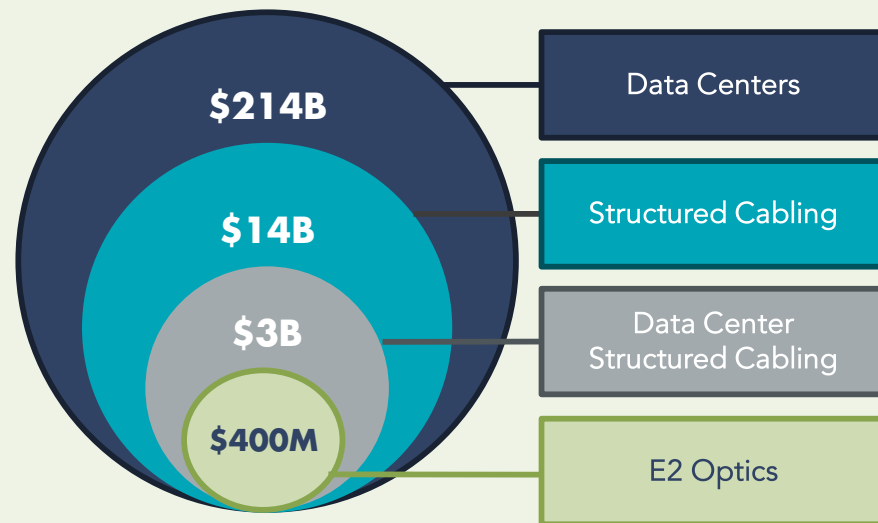 $214B
Data Centers
$14B
Structured Cabling
$3B
Data Center
Structured Cabling
$400M
E2 Optics